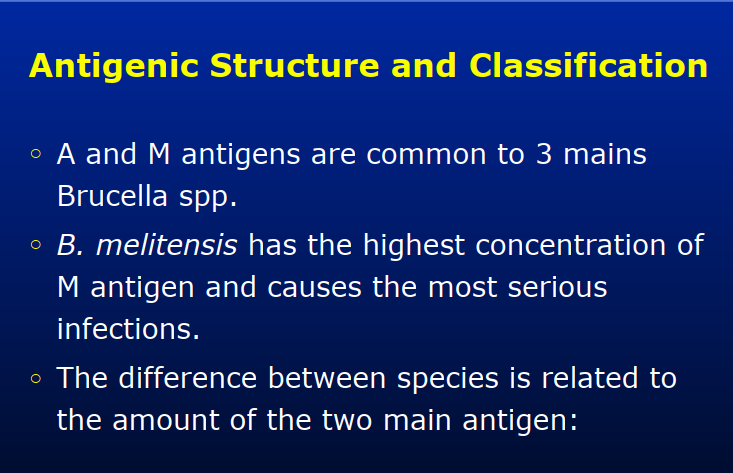 Antigenic Structure and Classification
A and M antigens are common to 3 mains
Brucella spp.
B. melitensis has the highest concentration of
M antigen and causes the most serious
infections.
The difference between species is related to
the amount of the two main antigen: